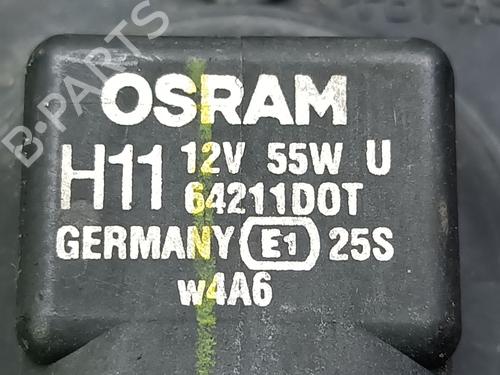 OSRAM
H11 12V 55W U
64211DOT
GERMANY E1 25S
w4A6
B-PARTS